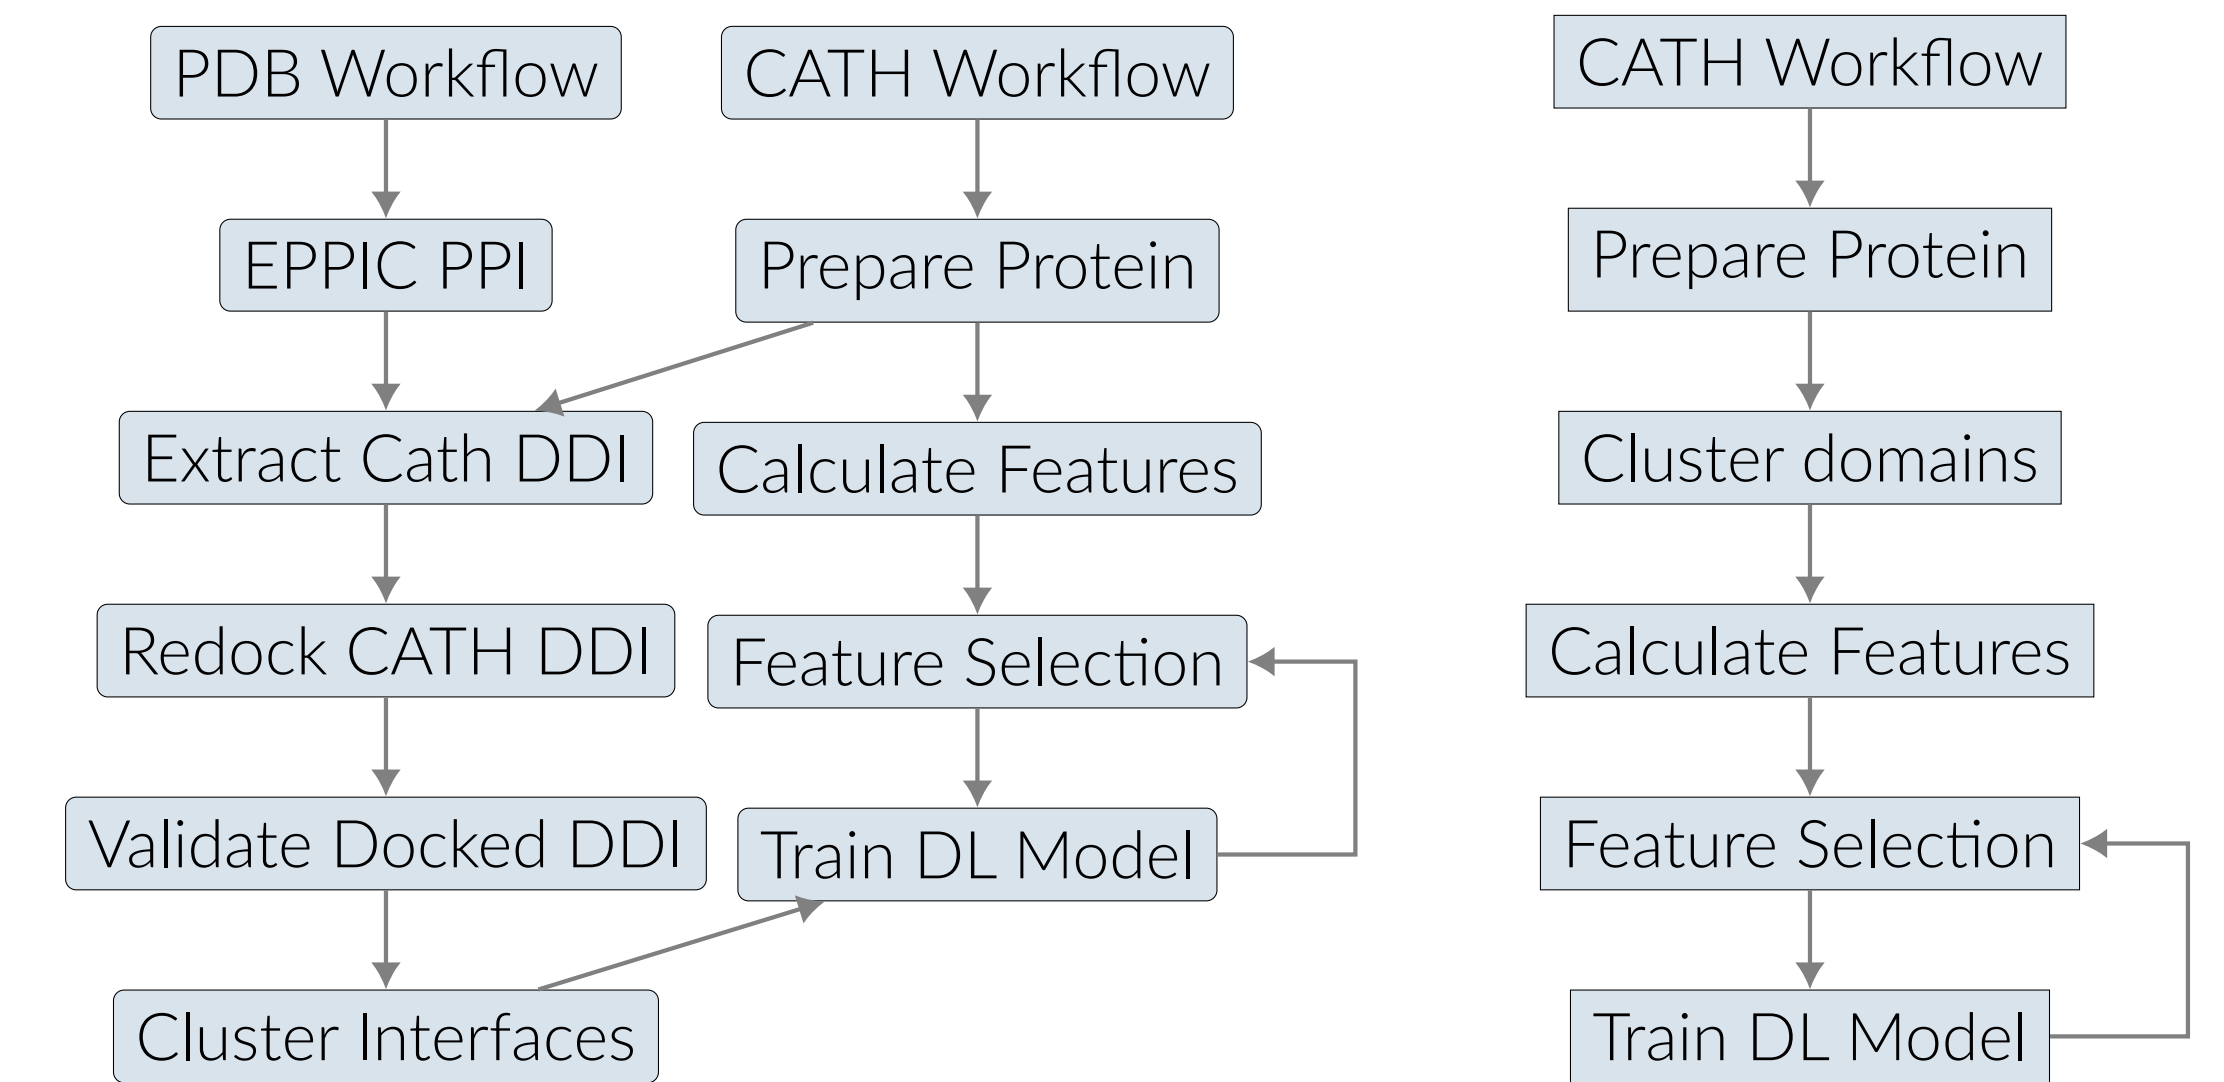 PDB Workflow
EPPIC PPI
Extract Cath DDI
Redock CATH DDI
Validate Docked DDI
Cluster Interfaces
CATH Workflow
Prepare Protein
Calculate Features
Feature Selection
Train DL Model
CATH Workflow
Prepare Protein
Cluster domains
Calculate Features
Feature Selection
Train DL Model